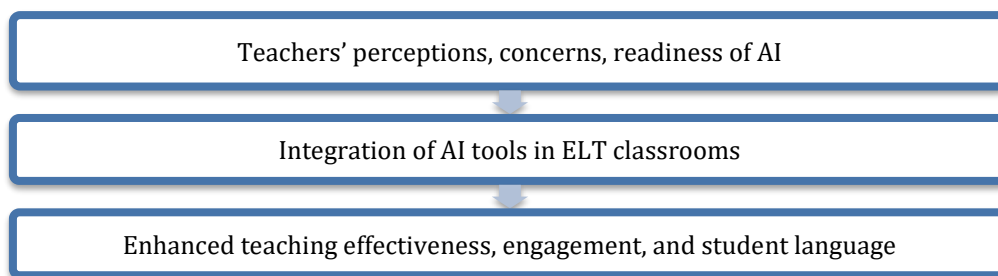 Teachers’ perceptions, concerns, readiness of AI
Integration of AI tools in ELT classrooms
Enhanced teaching effectiveness, engagement, and student language